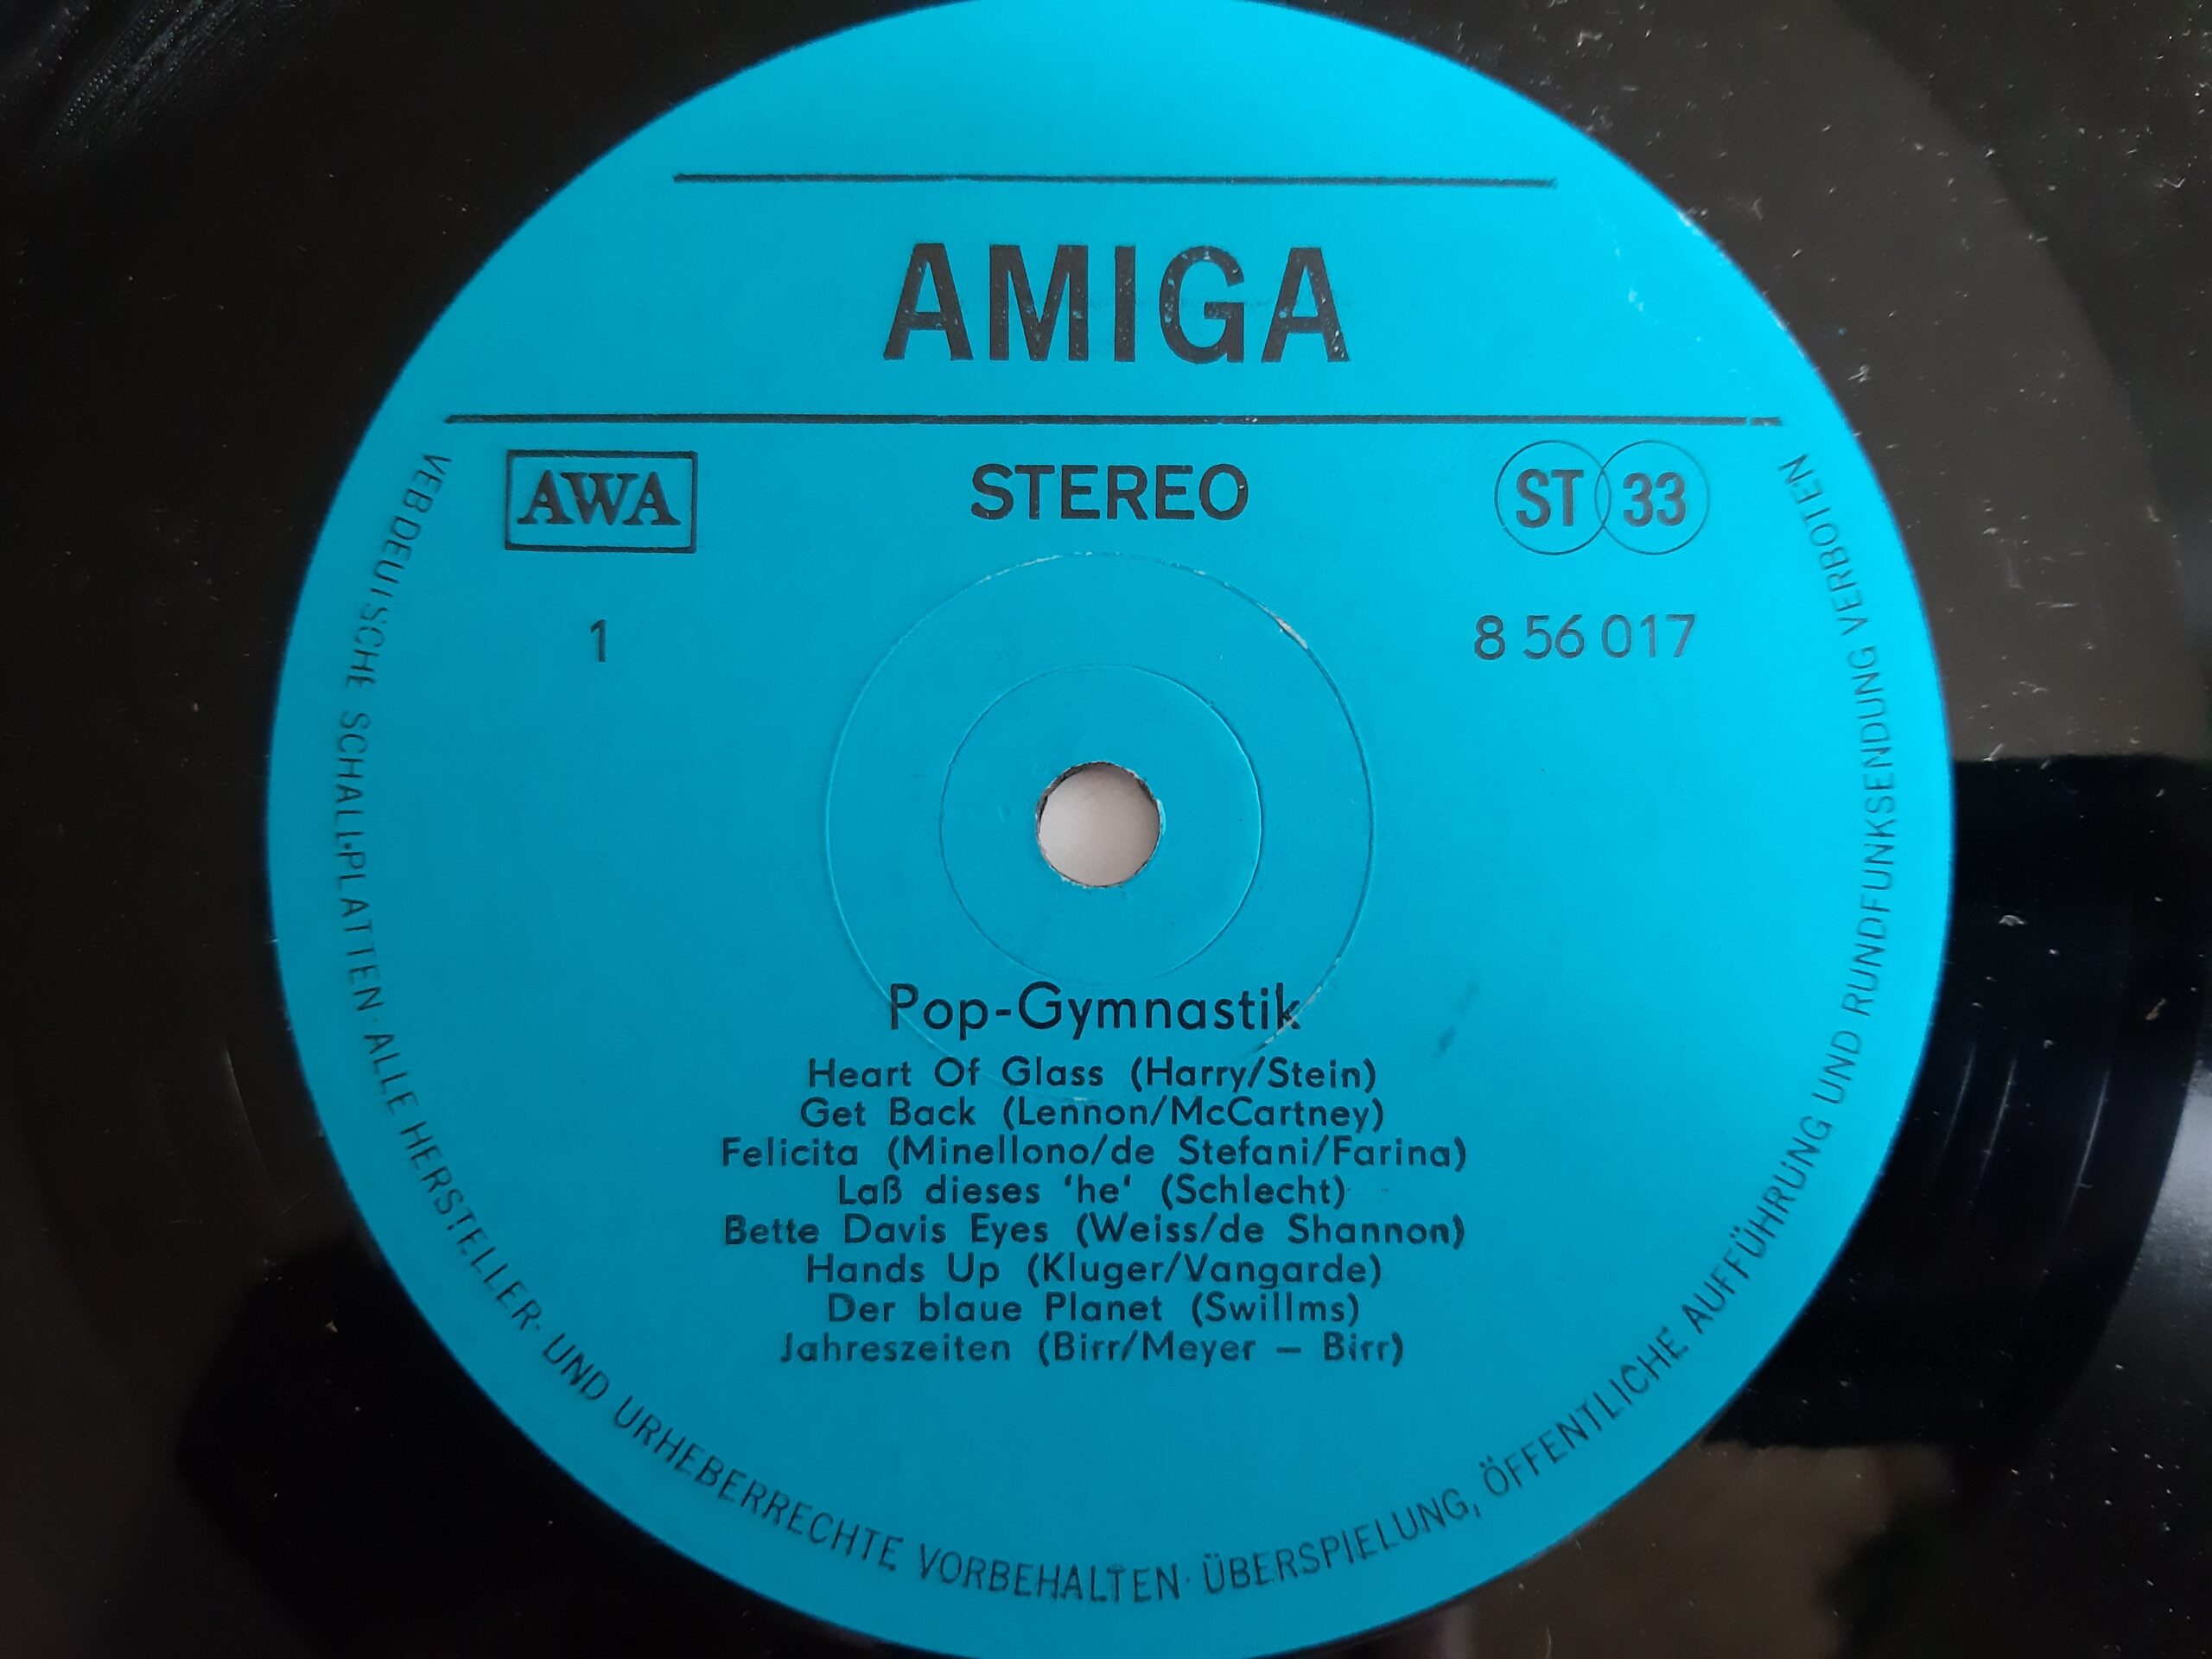 AMIGA
AWA
STEREO
ST 33
1
8 56 017
Pop-Gymnastik
Heart Of Glass (Harry/Stein)
Get Back (Lennon/McCartney)
Felicita (Minellono/de Stefani/Farina)
Laß dieses 'he' (Schlecht)
Bette Davis Eyes (Weiss/de Shannon)
Hands Up (Kluger/Vangarde)
Der blaue Planet (Swillms)
Jahreszeiten (Birr/Meyer – Birr)
VEB DEUTSCHE SCHALLPLATTEN · ALLE HERSTELLER- UND URHEBERRECHTE VORBEHALTEN · ÜBERSPIELUNG, ÖFFENTLICHE AUFFÜHRUNG UND RUNDFUNKSENDUNG VERBOTEN